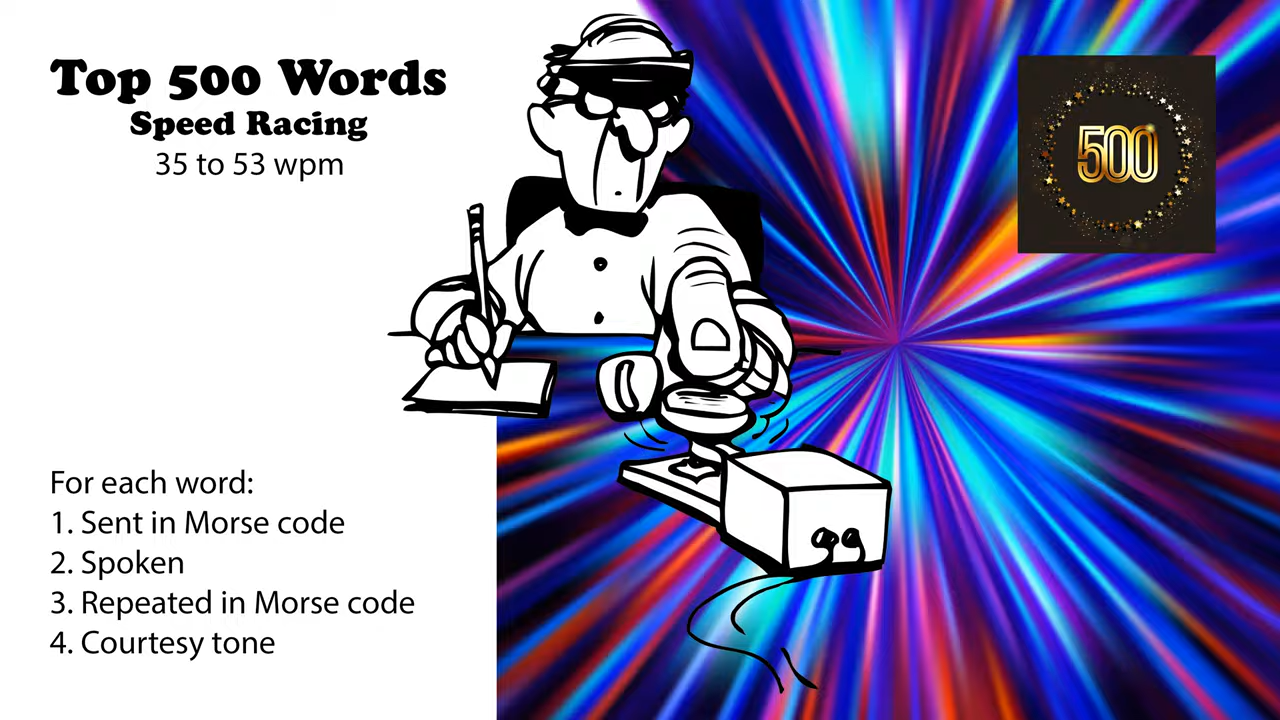 Top 500 Words
Speed Racing
35 to 53 wpm
500
For each word:
1. Sent in Morse code
2. Spoken
3. Repeated in Morse code
4. Courtesy tone